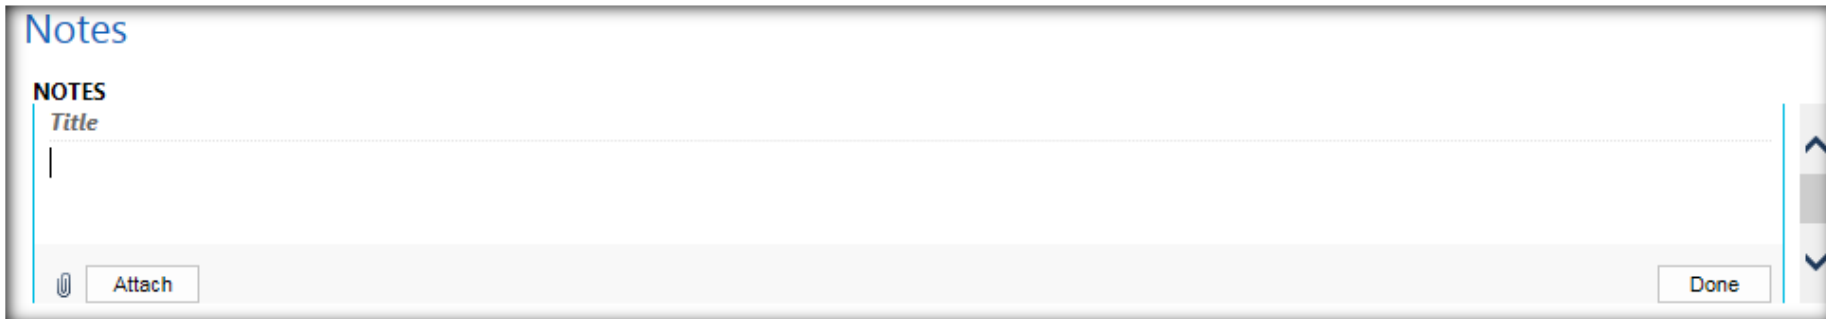 Notes
NOTES
Title
Attach
Done